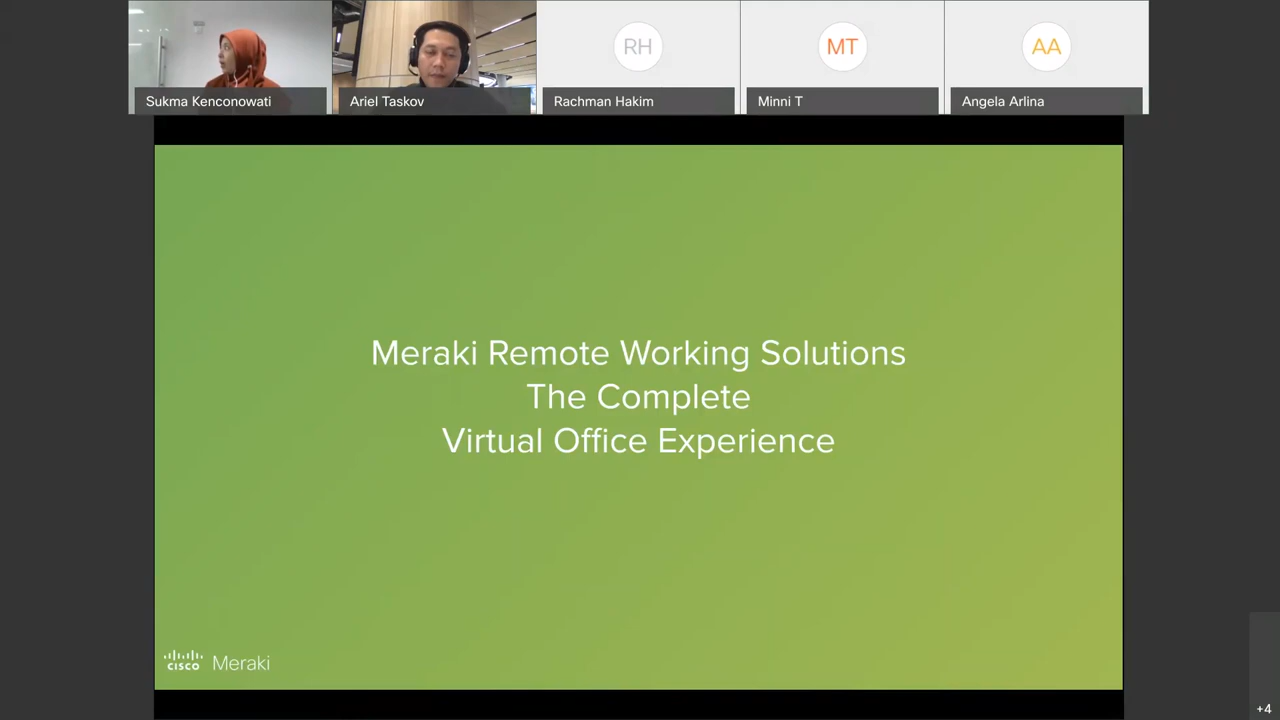 RH
MT
AA
Sukma Kenconowati
Ariel Taskov
Rachman Hakim
Minni T
Angela Arlina
Meraki Remote Working Solutions
The Complete
Virtual Office Experience
CISCO Meraki
+4